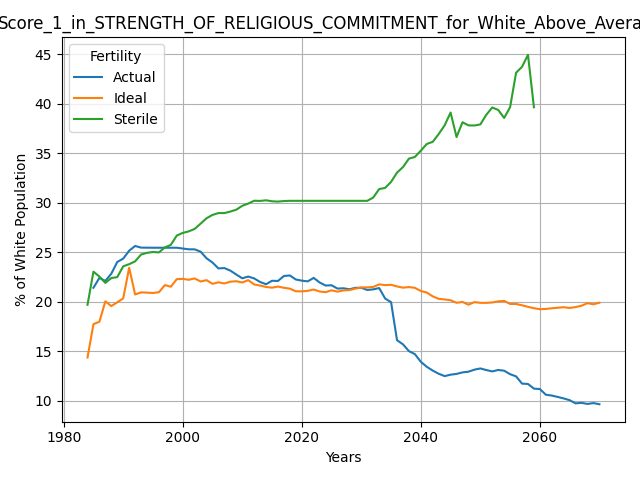 Score_1_in_STRENGTH_OF_RELIGIOUS_COMMITMENT_for_White_Above_Avera
Fertility
Actual
Ideal
Sterile
% of White Population
45
40
35
30
25
20
15
10
1980
2000
2020
2040
2060
Years